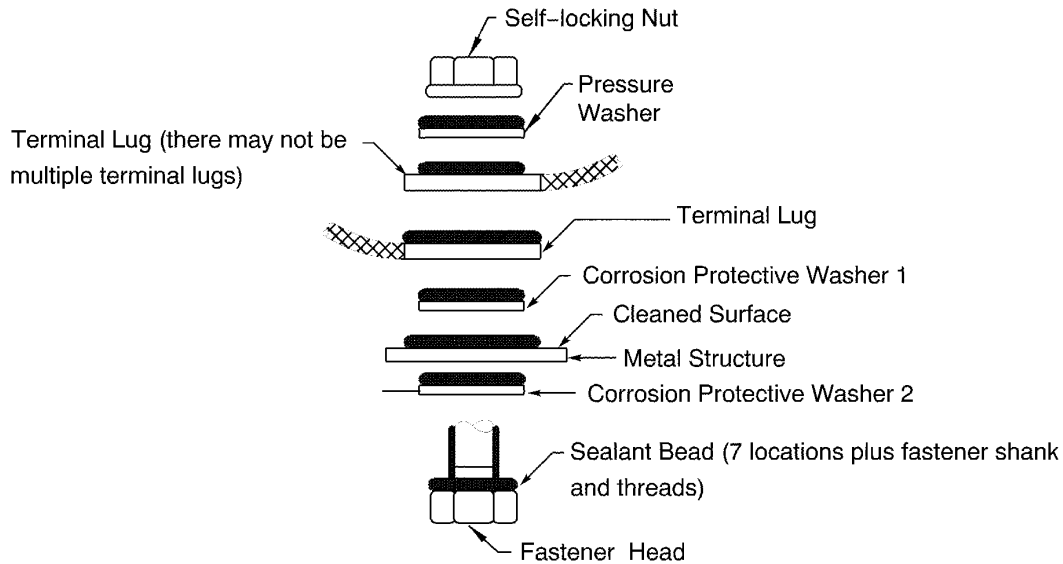 Self-locking Nut
Pressure
Washer
Terminal Lug (there may not be
multiple terminal lugs)
Terminal Lug
Corrosion Protective Washer 1
Cleaned Surface
Metal Structure
Corrosion Protective Washer 2
Sealant Bead (7 locations plus fastener shank
and threads)
Fastener Head